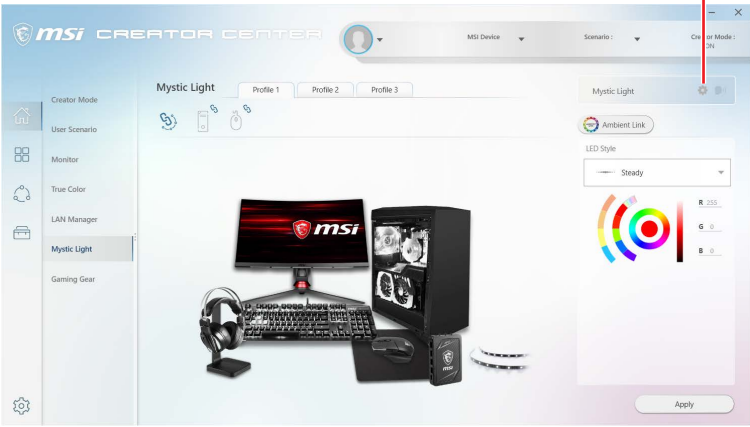 msi CREATOR CENTER
MSI Device
Scenario :
Creator Mode :
ON
Creator Mode
User Scenario
Monitor
True Color
LAN Manager
Mystic Light
Gaming Gear
Mystic Light
Profile 1
Profile 2
Profile 3
msi
msi
Mystic Light
Ambient Link
LED Style
Steady
R 255
G 0
B 0
Apply